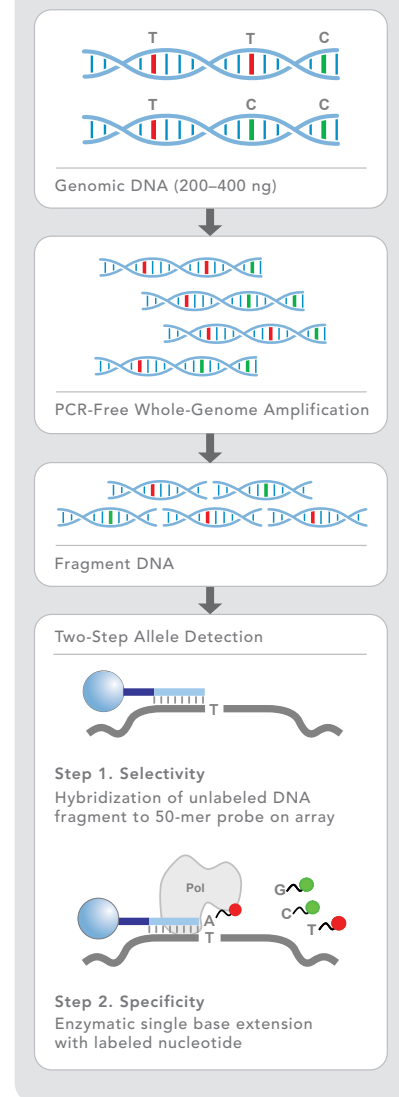 T T C
T C C
Genomic DNA (200–400 ng)
PCR-Free Whole-Genome Amplification
Fragment DNA
Two-Step Allele Detection
T
Step 1. Selectivity
Hybridization of unlabeled DNA
fragment to 50-mer probe on array
Pol
G
C
A
T
T
Step 2. Specificity
Enzymatic single base extension
with labeled nucleotide